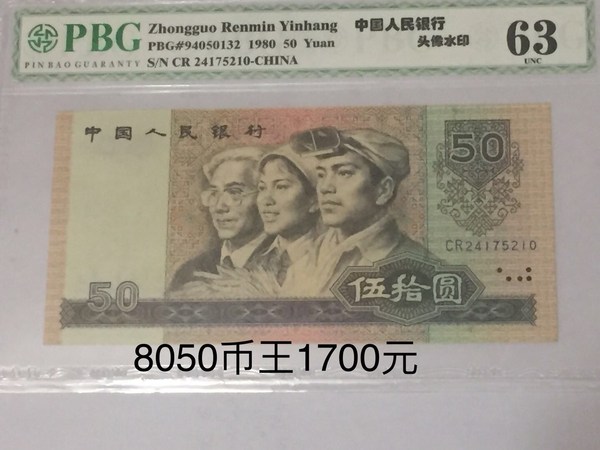 PBG
PINBAOGUARANTY
Zhongguo Renmin Yinhang
PBG#94050132 1980 50 Yuan
S/N CR 24175210-CHINA
中国人民银行
头像水印
63
UNC
中国人民银行
50
CR24175210
50
伍拾圆
8050币王1700元